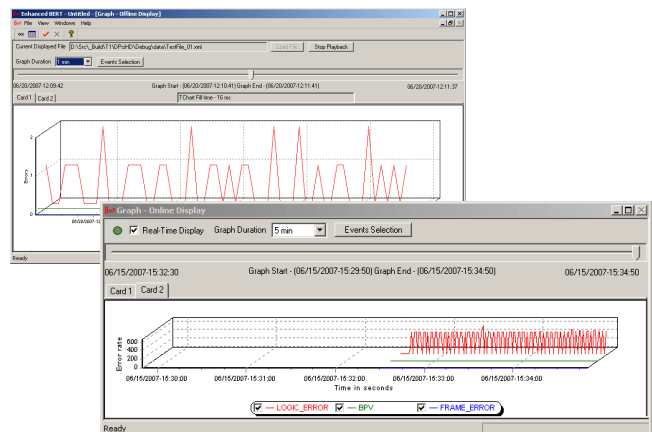 Enhanced BERT - Untitled - [Graph - Offline Display]
File View Windows Help
Current Displayed File D:\Src\_Build\T1\DPciHD\Debug\data\TestFile_01.xml Load File Stop Playback
Graph Duration 1 min Events Selection
06/20/2007-12:09:42 Graph Start - (06/20/2007-12:10:41) Graph End - (06/20/2007-12:11:41) 06/20/2007-12:11:37
Card 1 Card 2 TChart Fill time - 16 ms
2
1
0
Errors
Ready
Graph - Online Display
Real-Time Display Graph Duration 5 min Events Selection
06/15/2007-15:32:30 Graph Start - (06/15/2007-15:29:50) Graph End - (06/15/2007-15:34:50) 06/15/2007-15:34:50
Card 1 Card 2
600
400
200
0
Error rate
06/15/2007-15:30:00 06/15/2007-15:31:00 06/15/2007-15:32:00 06/15/2007-15:33:00 06/15/2007-15:34:00
Time in seconds
LOGIC_ERROR BPV FRAME_ERROR
Ready